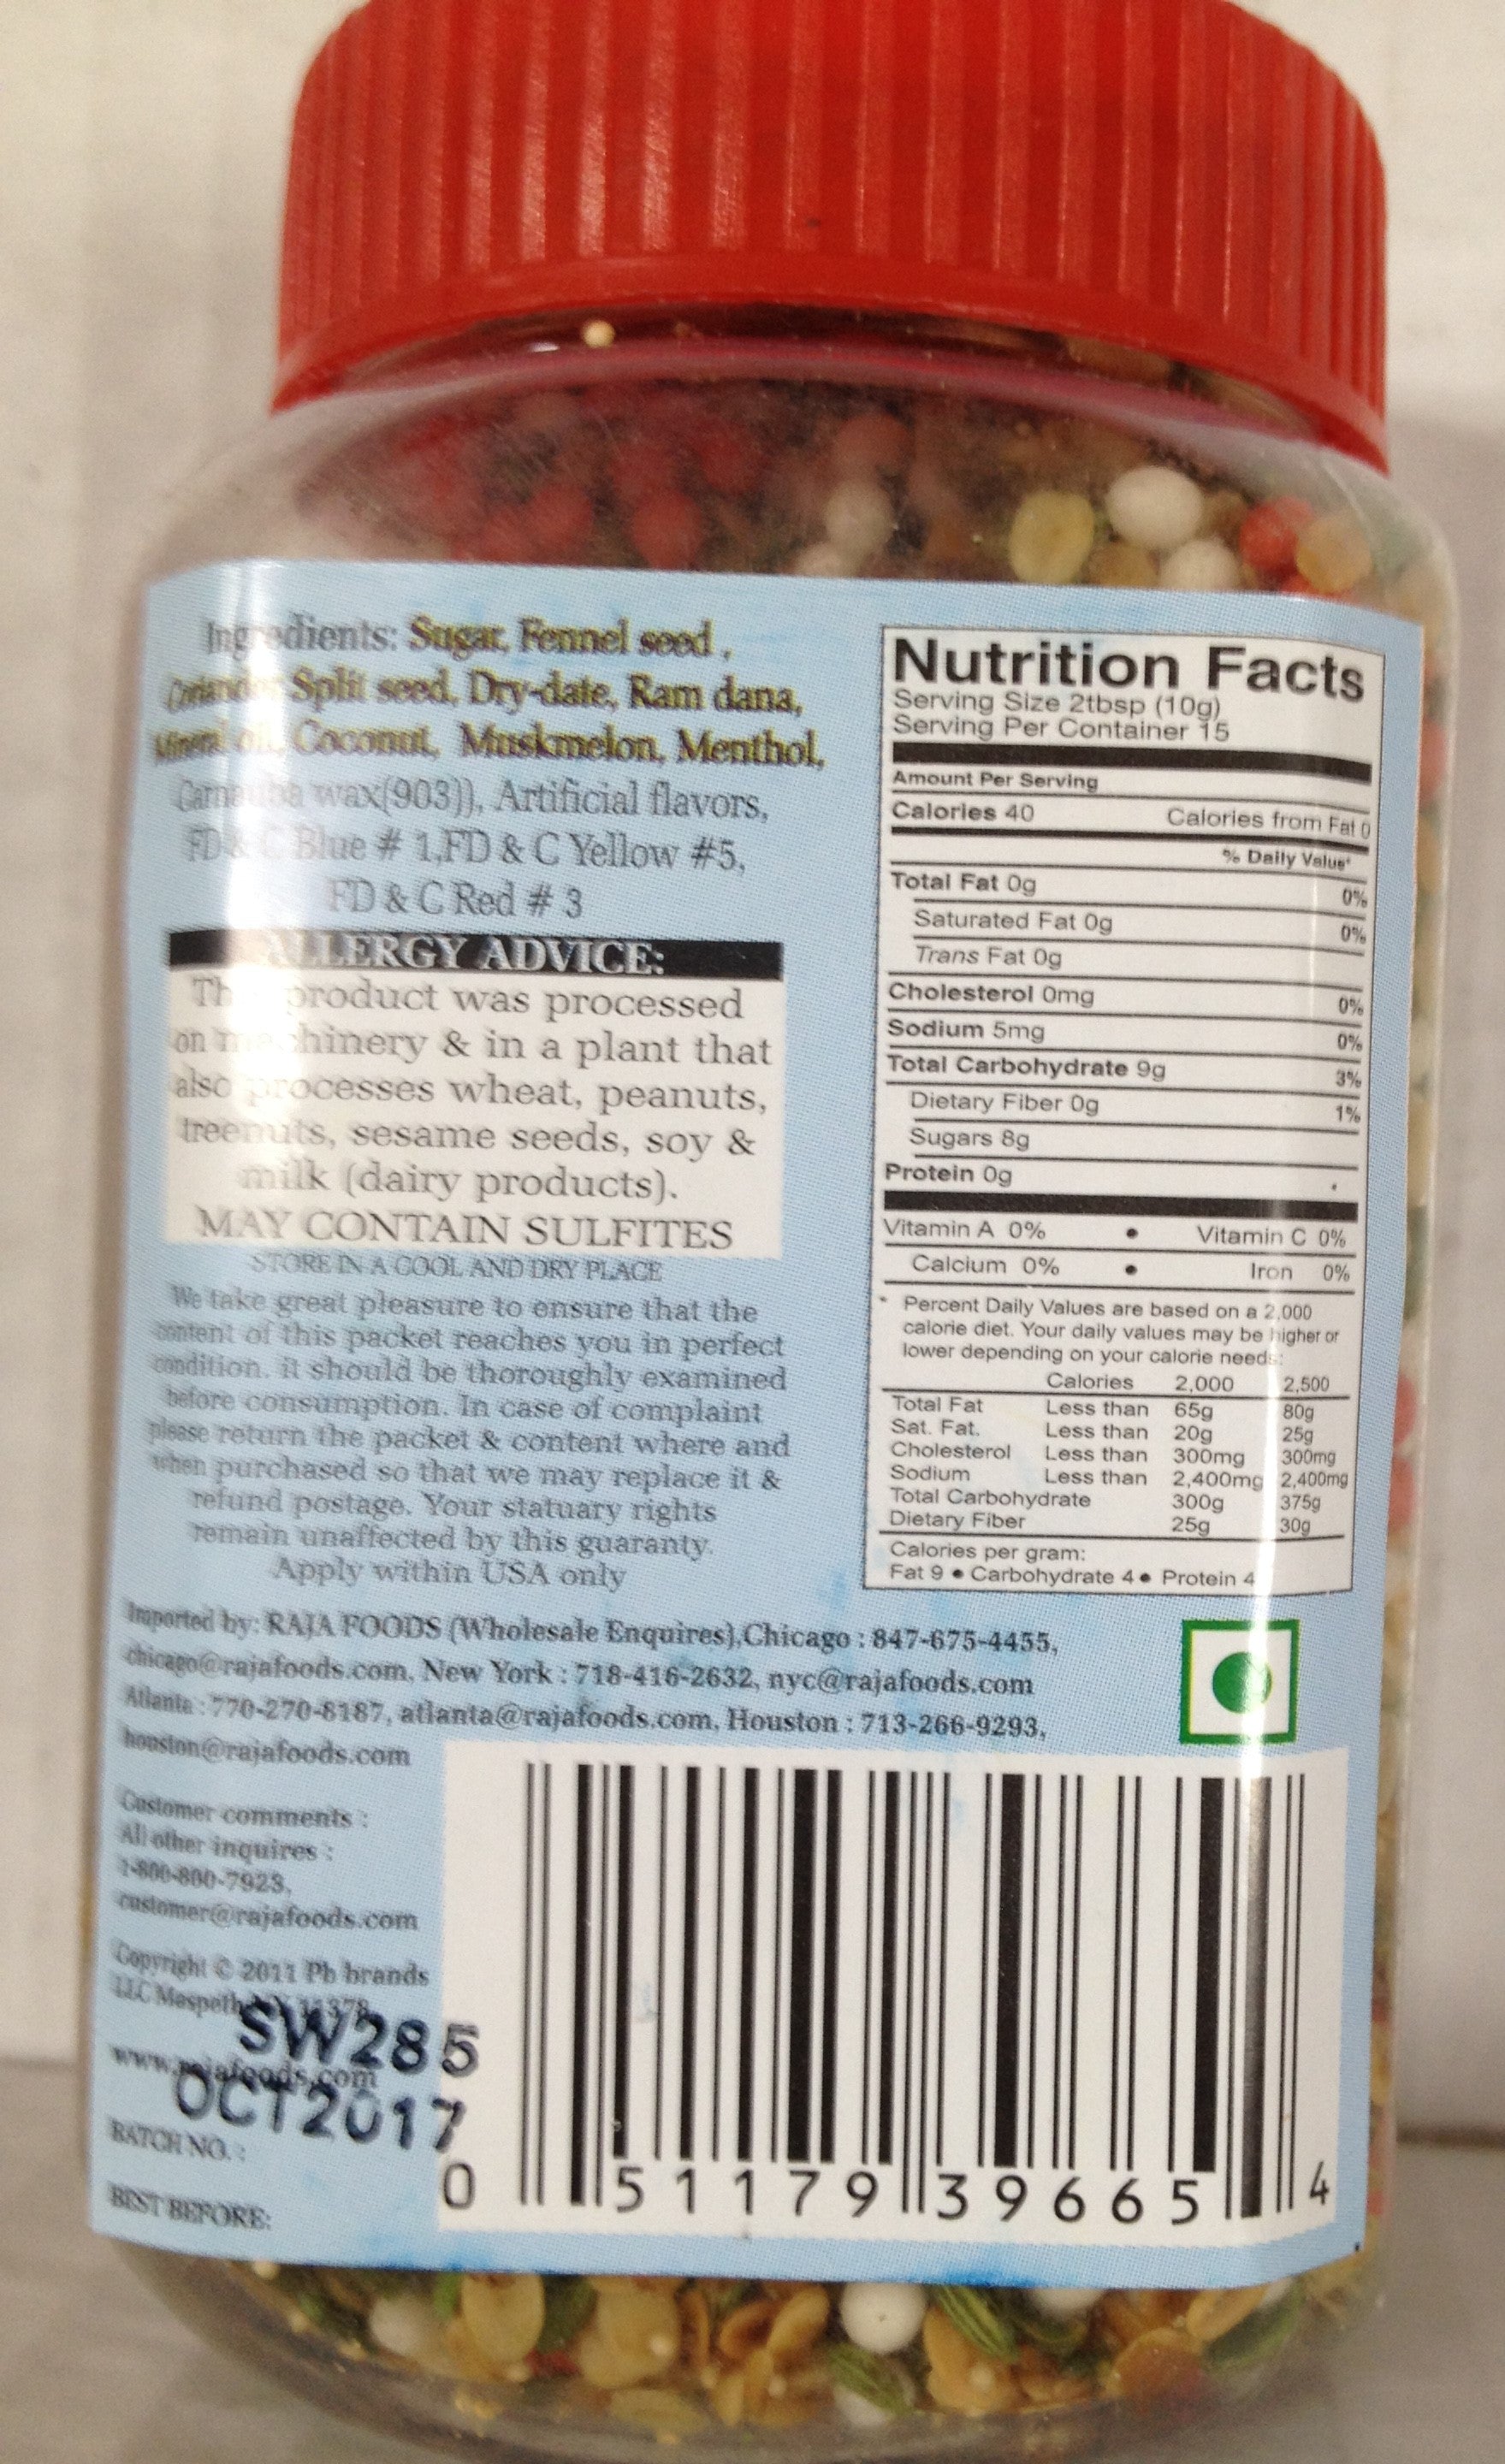 Ingredients: Sugar, Fennel seed ,
Coriander Split seed, Dry-date, Ram dana,
Mineral oil, Coconut, Muskmelon, Menthol,
Carnauba wax(903)), Artificial flavors,
FD & C Blue # 1,FD & C Yellow #5,
FD & C Red # 3
ALLERGY ADVICE:
This product was processed
on machinery & in a plant that
also processes wheat, peanuts,
treenuts, sesame seeds, soy &
milk (dairy products).
MAY CONTAIN SULFITES
STORE IN A COOL AND DRY PLACE
We take great pleasure to ensure that the
content of this packet reaches you in perfect
condition. it should be thoroughly examined
before consumption. In case of complaint
please return the packet & content where and
when purchased so that we may replace it &
refund postage. Your statuary rights
remain unaffected by this guaranty.
Apply within USA only
Nutrition Facts
Serving Size 2tbsp (10g)
Serving Per Container 15
Amount Per Serving
Calories 40 Calories from Fat 0
% Daily Value*
Total Fat 0g 0%
Saturated Fat 0g 0%
Trans Fat 0g
Cholesterol 0mg 0%
Sodium 5mg 0%
Total Carbohydrate 9g 3%
Dietary Fiber 0g 1%
Sugars 8g
Protein 0g
Vitamin A 0% • Vitamin C 0%
Calcium 0% • Iron 0%
* Percent Daily Values are based on a 2,000
calorie diet. Your daily values may be higher or
lower depending on your calorie needs:
Calories 2,000 2,500
Total Fat Less than 65g 80g
Sat. Fat. Less than 20g 25g
Cholesterol Less than 300mg 300mg
Sodium Less than 2,400mg 2,400mg
Total Carbohydrate 300g 375g
Dietary Fiber 25g 30g
Calories per gram:
Fat 9 • Carbohydrate 4 • Protein 4
Imported by: RAJA FOODS (Wholesale Enquires),Chicago : 847-675-4455,
chicago@rajafoods.com, New York : 718-416-2632, nyc@rajafoods.com
Atlanta : 770-270-8187, atlanta@rajafoods.com, Houston : 713-266-9293,
houston@rajafoods.com
Customer comments :
All other inquires :
1-800-800-7923,
customer@rajafoods.com
Copyright © 2011 Pb brands
LLC Maspeth NY 11378
SW285
www.rajafoods.com
OCT2017
BATCH NO. :
BEST BEFORE:
0 51179 39665 4